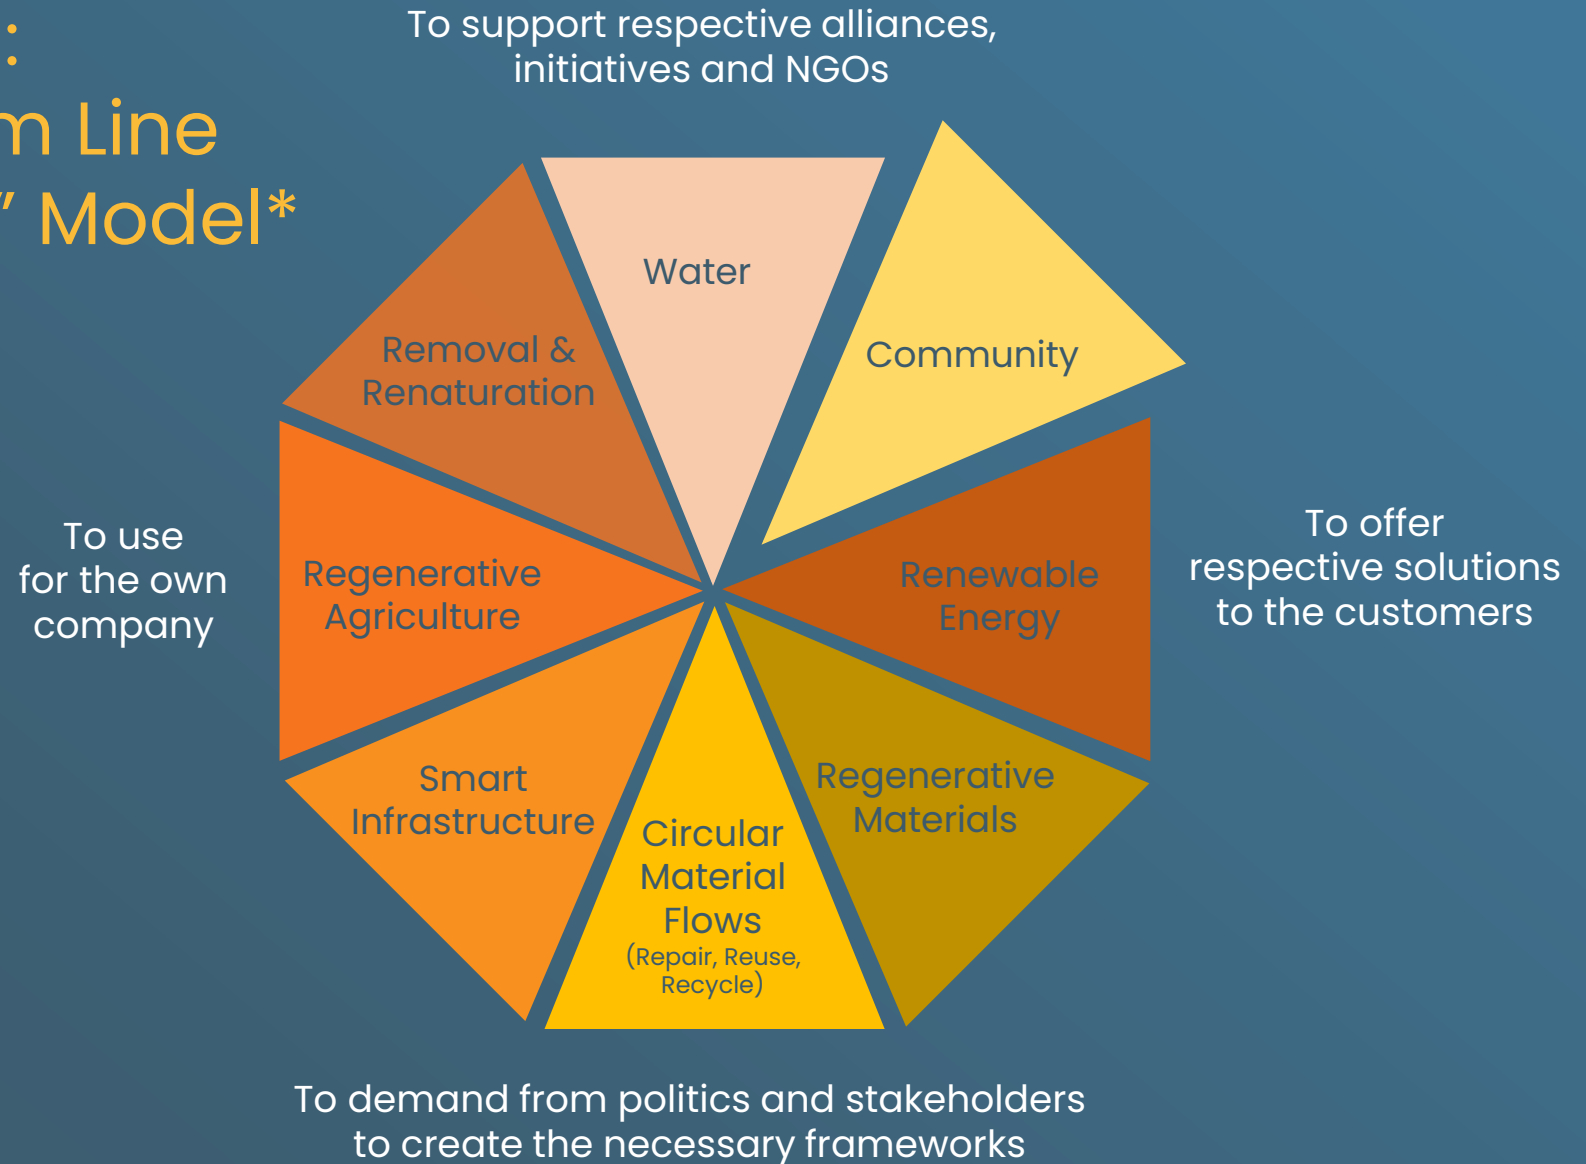 :
m Line
” Model*
To support respective alliances,
initiatives and NGOs
Water
Community
Removal &
Renaturation
To use
for the own
company
Regenerative
Agriculture
Renewable
Energy
To offer
respective solutions
to the customers
Smart
Infrastructure
Circular
Material
Flows
(Repair, Reuse,
Recycle)
Regenerative
Materials
To demand from politics and stakeholders
to create the necessary frameworks